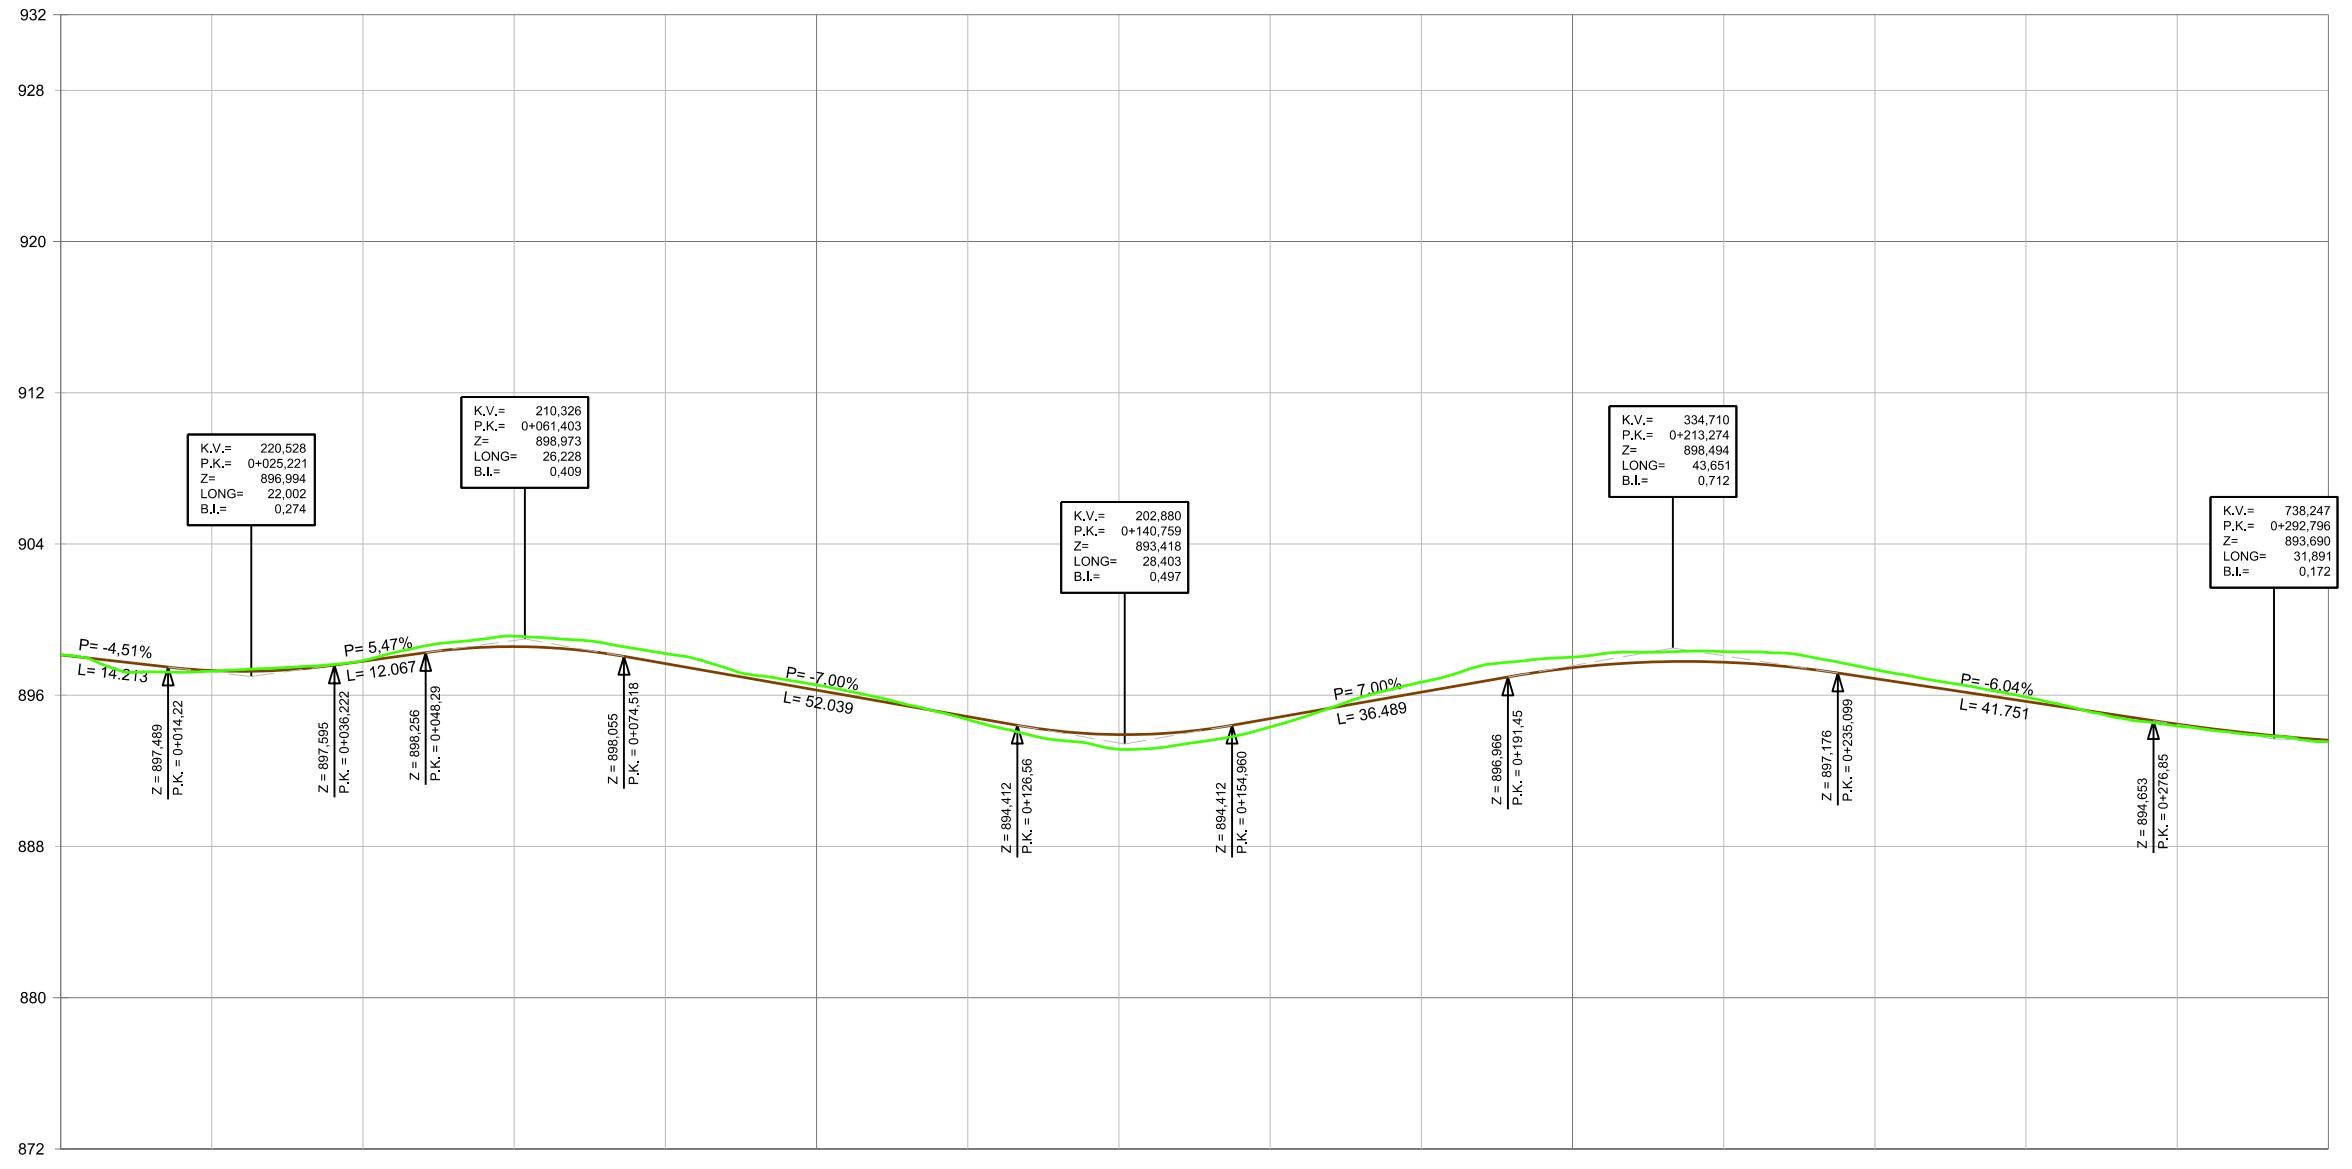 932
928
920
912
904
896
888
880
872
K.V.= 220,528
P.K.= 0+025,221
Z= 896,994
LONG= 22,002
B.I.= 0,274
K.V.= 210,326
P.K.= 0+061,403
Z= 898,973
LONG= 26,228
B.I.= 0,409
K.V.= 202,880
P.K.= 0+140,759
Z= 893,418
LONG= 28,403
B.I.= 0,497
K.V.= 334,710
P.K.= 0+213,274
Z= 898,494
LONG= 43,651
B.I.= 0,712
K.V.= 738,247
P.K.= 0+292,796
Z= 893,690
LONG= 31,891
B.I.= 0,172
P= -4,51%
L= 14.213
P= 5,47%
L= 12.067
P= -7.00%
L= 52.039
P= 7.00%
L= 36.489
P= -6.04%
L= 41.751
Z = 897,489
P.K. = 0+014,22
Z = 897,595
P.K. = 0+036,222
Z = 898,256
P.K. = 0+048,29
Z = 898,055
P.K. = 0+074,518
Z = 894,412
P.K. = 0+126,56
Z = 894,412
P.K. = 0+154,960
Z = 896,966
P.K. = 0+191,45
Z = 897,176
P.K. = 0+235,099
Z = 894,653
P.K. = 0+276,85